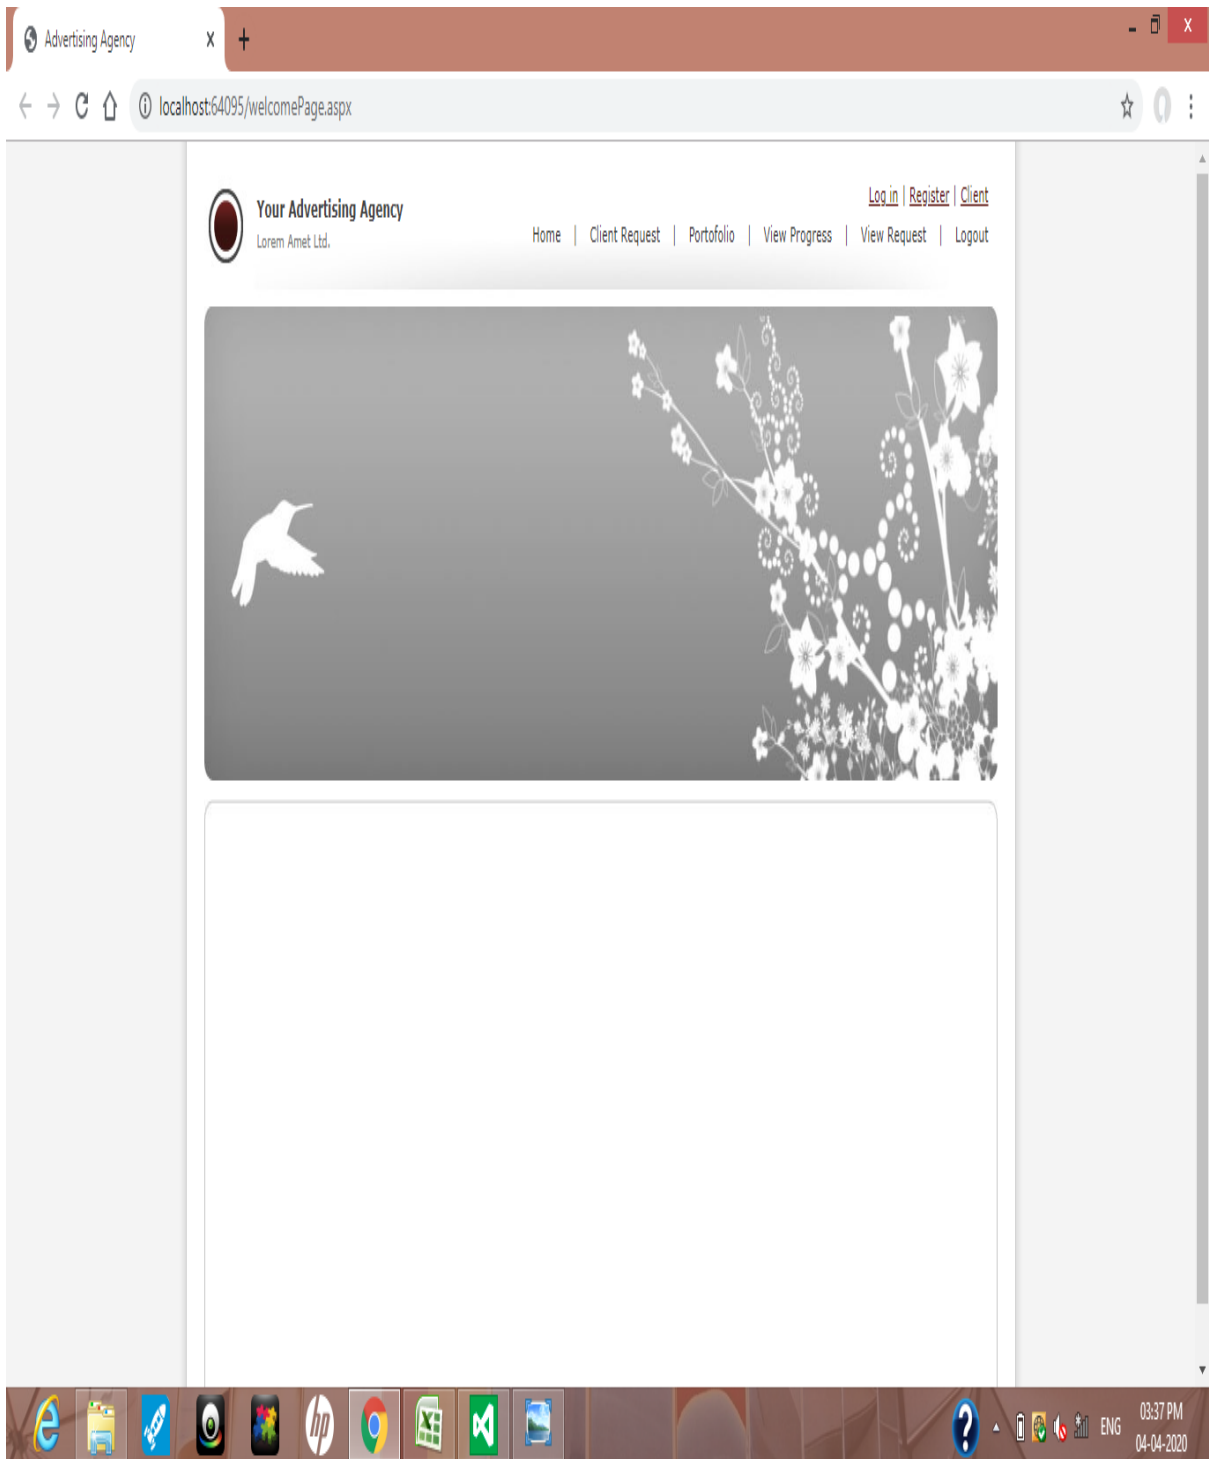 Advertising Agency
localhost:64095/welcomePage.aspx
Log in | Register | Client
Your Advertising Agency
Lorem Amet Ltd.
Home | Client Request | Portofolio | View Progress | View Request | Logout
hp
ENG
03:37 PM
04-04-2020